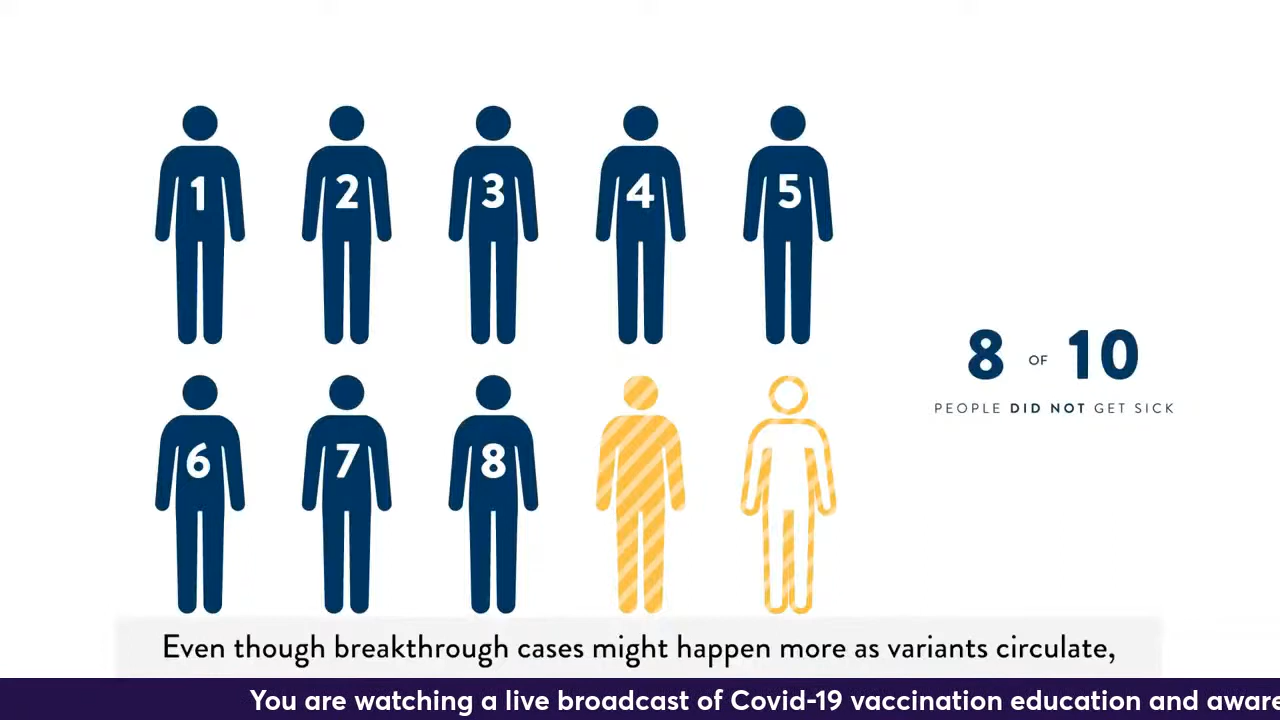 1 2 3 4 5
6 7 8
8 OF 10
PEOPLE DID NOT GET SICK
Even though breakthrough cases might happen more as variants circulate,
You are watching a live broadcast of Covid-19 vaccination education and aware